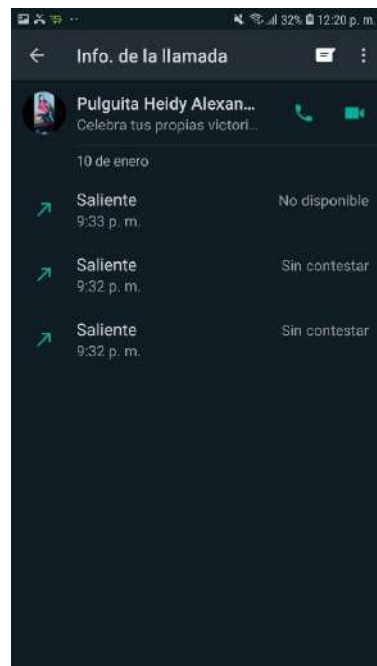 32% 12:20 p. m.
Info. de la llamada
Pulguita Heidy Alexan...
Celebra tus propias victori...
10 de enero
Saliente No disponible
9:33 p. m.
Saliente Sin contestar
9:32 p. m.
Saliente Sin contestar
9:32 p. m.